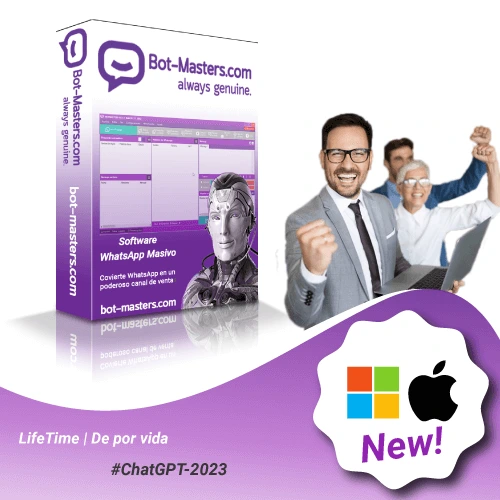 Bot-Masters.com
always genuine.
Bot-Masters.com
always genuine.
bot-masters.com
Software
WhatsApp Masivo
Covierte WhatsApp en un
poderoso canal de venta
bot-masters.com
New!
LifeTime | De por vida
#ChatGPT-2023